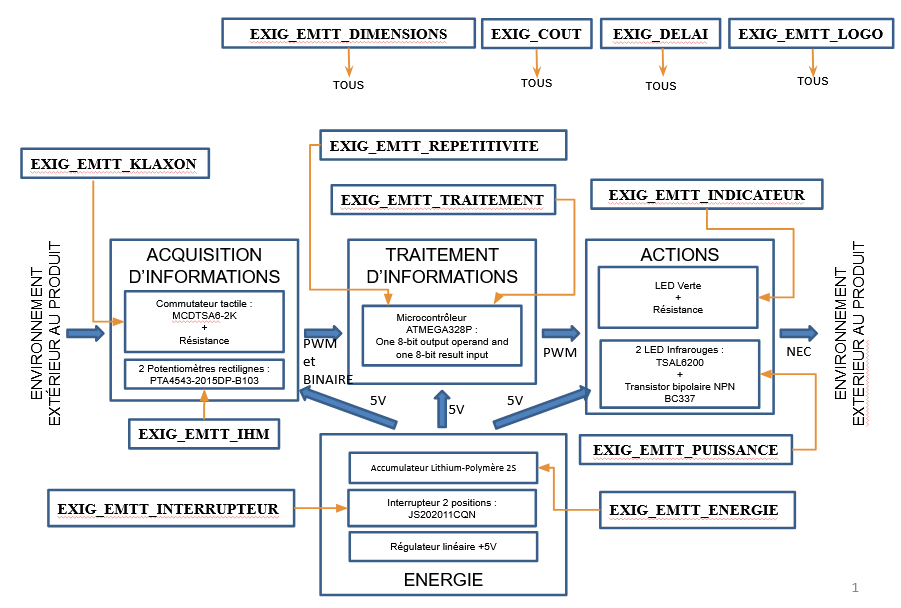 EXIG_EMTT_DIMENSIONS
EXIG_COUT
EXIG_DELAI
EXIG_EMTT_LOGO
TOUS
TOUS
TOUS
TOUS
EXIG_EMTT_KLAXON
EXIG_EMTT_REPETITIVITE
EXIG_EMTT_TRAITEMENT
EXIG_EMTT_INDICATEUR
ENVIRONNEMENT
EXTÉRIEUR AU PRODUIT
ACQUISITION
D'INFORMATIONS
Commutateur tactile :
MCDTSA6-2K
+
Résistance
2 Potentiomètres rectilignes :
PTA4543-2015DP-B103
PWM
et
BINAIRE
TRAITEMENT
D'INFORMATIONS
Microcontrôleur
ATMEGA328P :
One 8-bit output operand and
one 8-bit result input
PWM
ACTIONS
LED Verte
+
Résistance
2 LED Infrarouges :
TSAL6200
+
Transistor bipolaire NPN
BC337
NEC
ENVIRONNEMENT
EXTERIEUR AU PRODUIT
5V
5V
5V
EXIG_EMTT_IHM
EXIG_EMTT_PUISSANCE
EXIG_EMTT_INTERRUPTEUR
EXIG_EMTT_ENERGIE
Accumulateur Lithium-Polymère 2S
Interrupteur 2 positions :
JS202011CQN
Régulateur linéaire +5V
ENERGIE
1